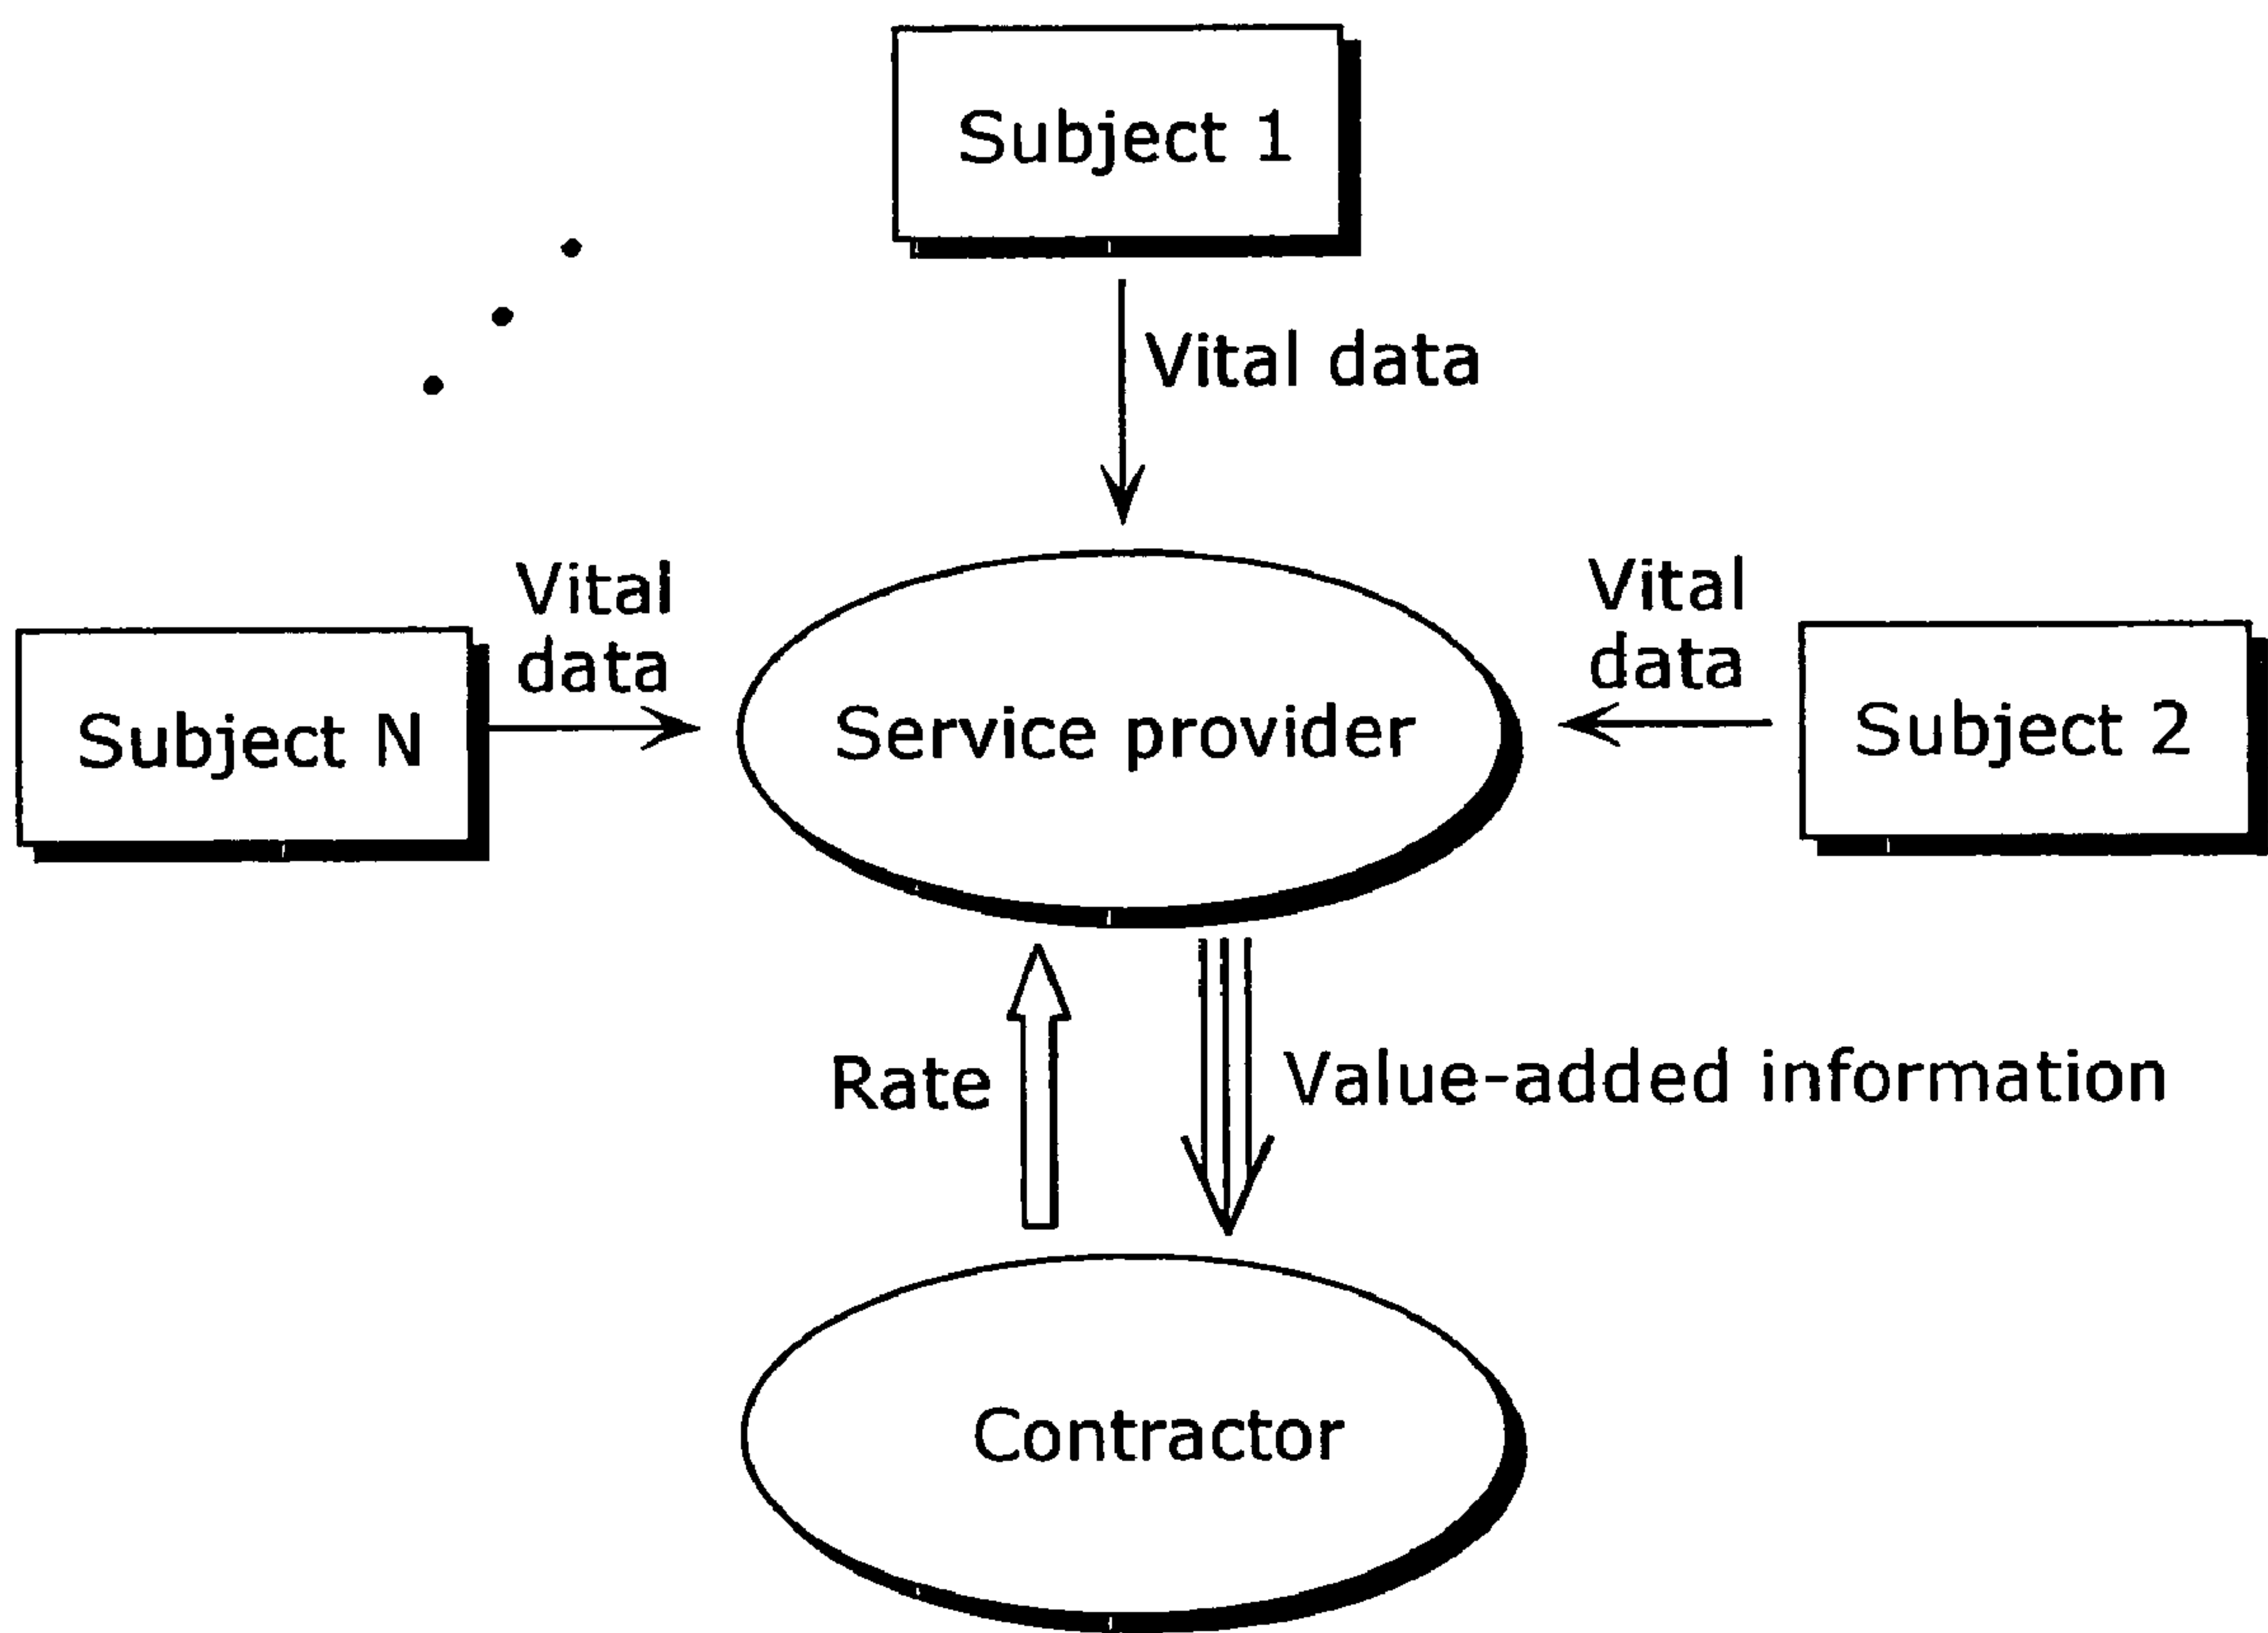 Subject 1
Vital data
Vital
data
Vital
data
Subject N
Service provider
Subject 2
Rate
Value-added information
Contractor